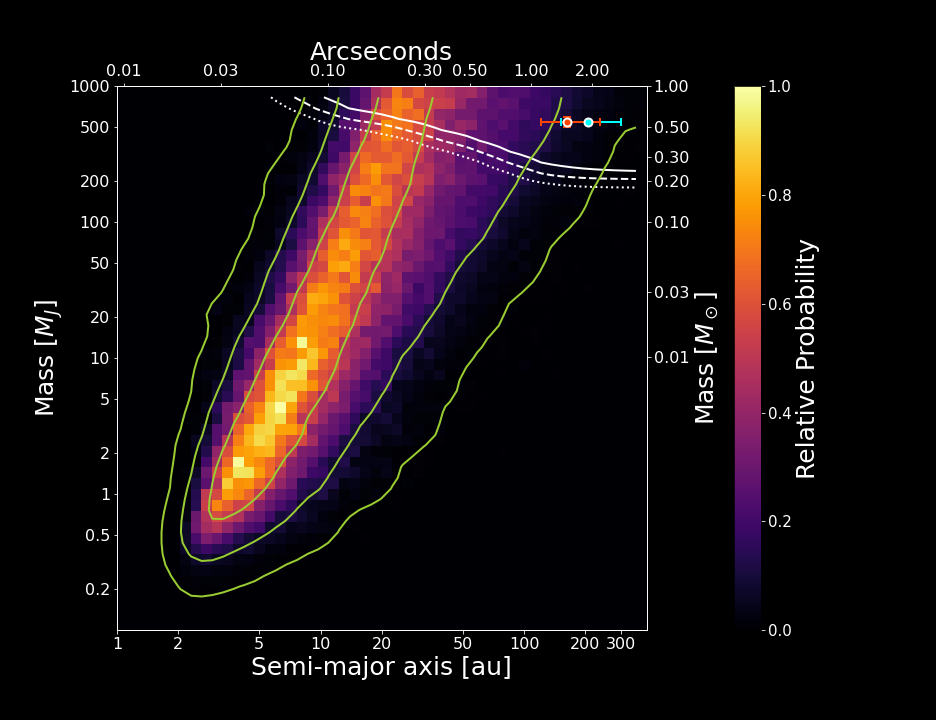 Arcseconds
0.01 0.03 0.10 0.30 0.50 1.00 2.00
1000 500 200 100 50 20 10 5 2 1 0.5 0.2
Mass [$M_J$]
1 2 5 10 20 50 100 200 300
Semi-major axis [au]
1.00 0.50 0.30 0.20 0.10 0.03 0.01
Mass [$M_\odot$]
1.0 0.8 0.6 0.4 0.2 0.0
Relative Probability